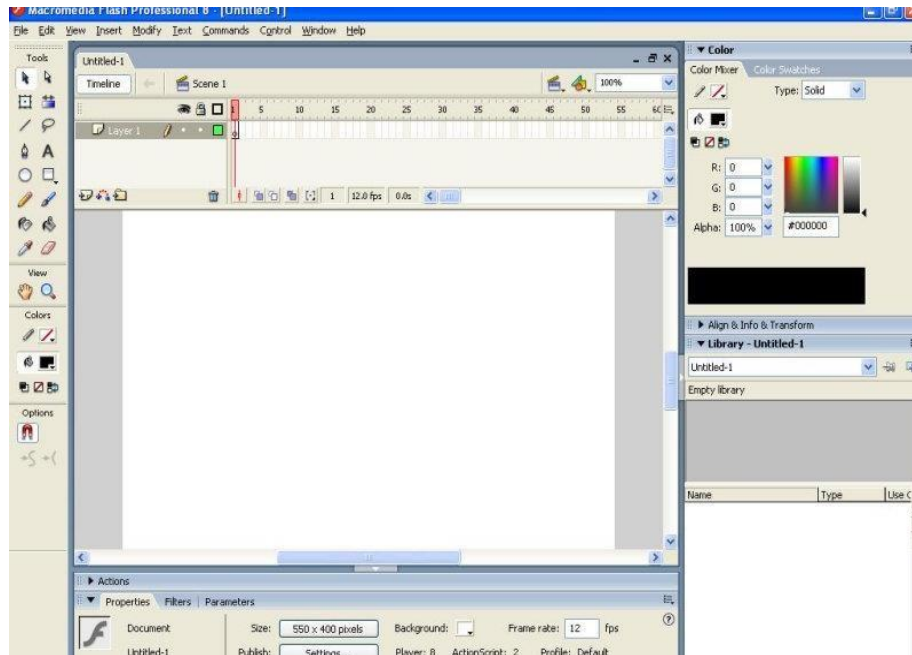 Macromedia Flash Professional 8 - [Untitled-1]
File Edit View Insert Modify Text Commands Control Window Help
Tools
View
Colors
Options
Untitled-1
Timeline
Scene 1
100%
5 10 15 20 25 30 35 40 45 50 55 60
Layer 1
1 12.0 fps 0.0s
Actions
Properties Filters Parameters
Document
Untitled-1
Size: 550 x 400 pixels
Background:
Frame rate: 12 fps
Publish: Settings...
Player: 8 ActionScript: 2 Profile: Default
Color
Color Mixer Color Swatches
Type: Solid
R: 0
G: 0
B: 0
Alpha: 100%
#000000
Align & Info & Transform
Library - Untitled-1
Untitled-1
Empty library
Name Type Use C